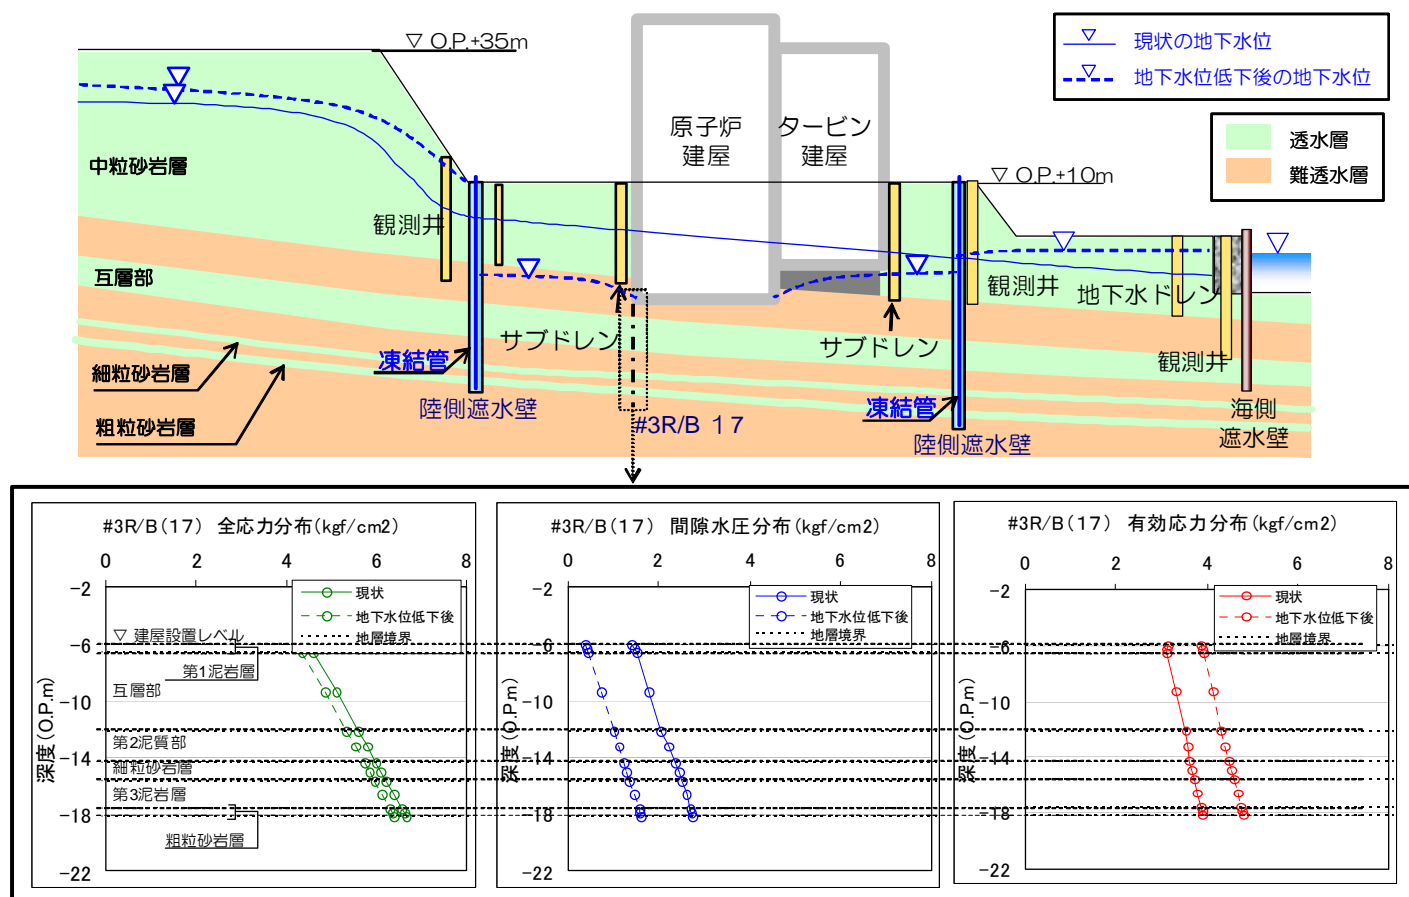 ▽ O.P.+35m
現状の地下水位
地下水位低下後の地下水位
透水層
難透水層
原子炉
建屋
タービン
建屋
中粒砂岩層
▽ O.P.+10m
観測井
観測井
互層部
地下水ドレン
サブドレン
サブドレン
観測井
凍結管
細粒砂岩層
凍結管
陸側遮水壁
海側
遮水壁
粗粒砂岩層
#3R/B 17
陸側遮水壁
#3R/B(17) 全応力分布(kgf/cm2)
0 2 4 6 8
現状
地下水位低下後
地層境界
▽ 建屋設置レベル
第1泥岩層
互層部
第2泥質部
細粒砂岩層
第3泥岩層
粗粒砂岩層
深度(O.P.m)
-2
-6
-10
-14
-18
-22
#3R/B(17) 間隙水圧分布(kgf/cm2)
0 2 4 6 8
現状
地下水位低下後
地層境界
深度(O.P.m)
-2
-6
-10
-14
-18
-22
#3R/B(17) 有効応力分布(kgf/cm2)
0 2 4 6 8
現状
地下水位低下後
地層境界
深度(O.P.m)
-2
-6
-10
-14
-18
-22